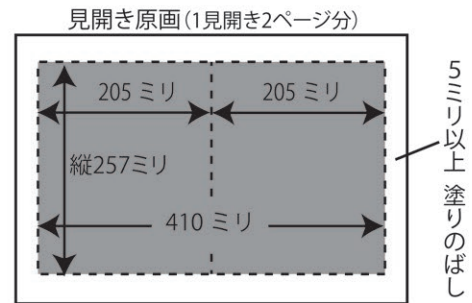 見開き原画(1見開き2ページ分)
205 ミリ
205 ミリ
縦257ミリ
410 ミリ
5ミリ以上 塗りのばし